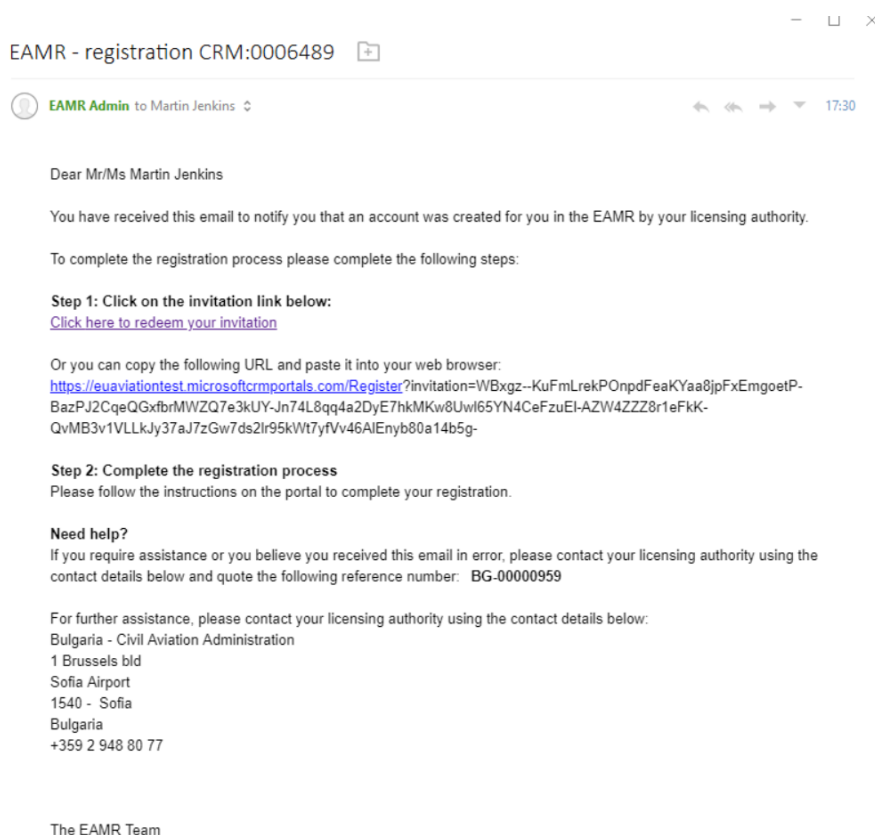 EAMR - registration CRM:0006489
EAMR Admin to Martin Jenkins
17:30
Dear Mr/Ms Martin Jenkins
You have received this email to notify you that an account was created for you in the EAMR by your licensing authority.
To complete the registration process please complete the following steps:
Step 1: Click on the invitation link below:
Click here to redeem your invitation
Or you can copy the following URL and paste it into your web browser:
https://euaviationtest.microsoftcrmportals.com/Register?invitation=WBxgz--KuFmLrekPOnpdFeaKYaa8jpFxEmgoetP-
BazPJ2CqeQGxfbrMWZQ7e3kUY-Jn74L8qq4a2DyE7hkMKw8UwI65YN4CeFzuEI-AZW4ZZZ8r1eFkK-
QvMB3v1VLLkJy37aJ7zGw7ds2Ir95kWt7yfVv46AIEnyb80a14b5g-
Step 2: Complete the registration process
Please follow the instructions on the portal to complete your registration.
Need help?
If you require assistance or you believe you received this email in error, please contact your licensing authority using the
contact details below and quote the following reference number: BG-00000959
For further assistance, please contact your licensing authority using the contact details below:
Bulgaria - Civil Aviation Administration
1 Brussels bld
Sofia Airport
1540 - Sofia
Bulgaria
+359 2 948 80 77
The EAMR Team